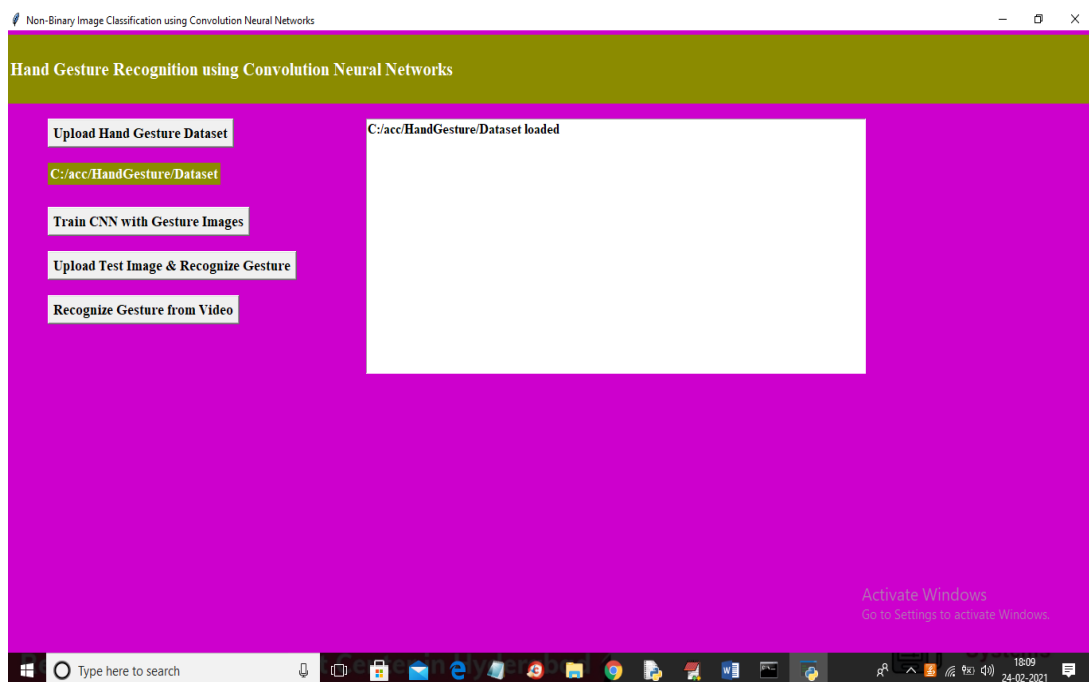 Non-Binary Image Classification using Convolution Neural Networks
Hand Gesture Recognition using Convolution Neural Networks
Upload Hand Gesture Dataset
C:/acc/HandGesture/Dataset loaded
C:/acc/HandGesture/Dataset
Train CNN with Gesture Images
Upload Test Image & Recognize Gesture
Recognize Gesture from Video
Activate Windows
Go to Settings to activate Windows.
Type here to search
18:09
24-02-2021